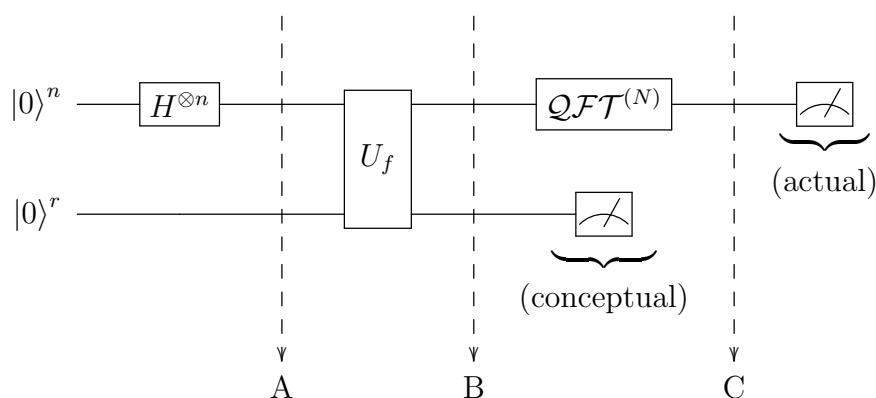 |0⟩ⁿ H^{⊗n} U_f 𝒬ℱ𝒯^{(N)}
(actual)
|0⟩ʳ
(conceptual)
A B C